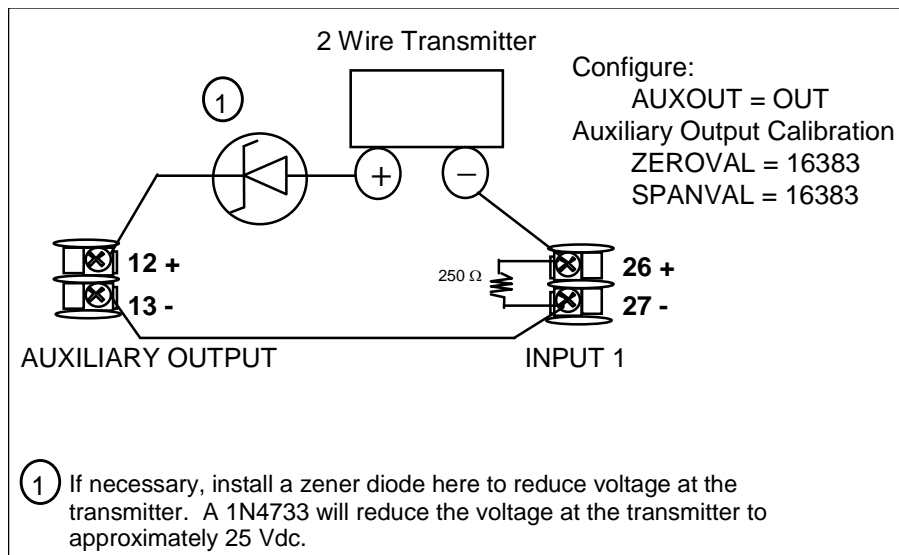 2 Wire Transmitter
Configure:
AUXOUT = OUT
Auxiliary Output Calibration
ZEROVAL = 16383
SPANVAL = 16383
1
+
−
12 +
13 -
250 Ω
26 +
27 -
AUXILIARY OUTPUT
INPUT 1
1 If necessary, install a zener diode here to reduce voltage at the
transmitter. A 1N4733 will reduce the voltage at the transmitter to
approximately 25 Vdc.